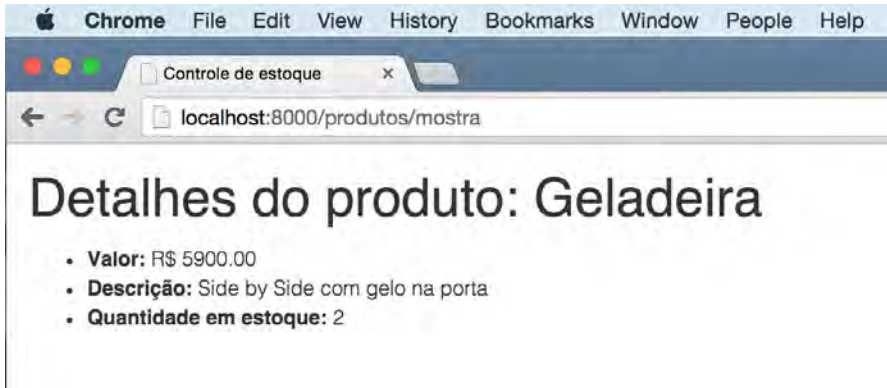 Chrome File Edit View History Bookmarks Window People Help
Controle de estoque ×
localhost:8000/produtos/mostra
Detalhes do produto: Geladeira
• Valor: R$ 5900.00
• Descrição: Side by Side com gelo na porta
• Quantidade em estoque: 2